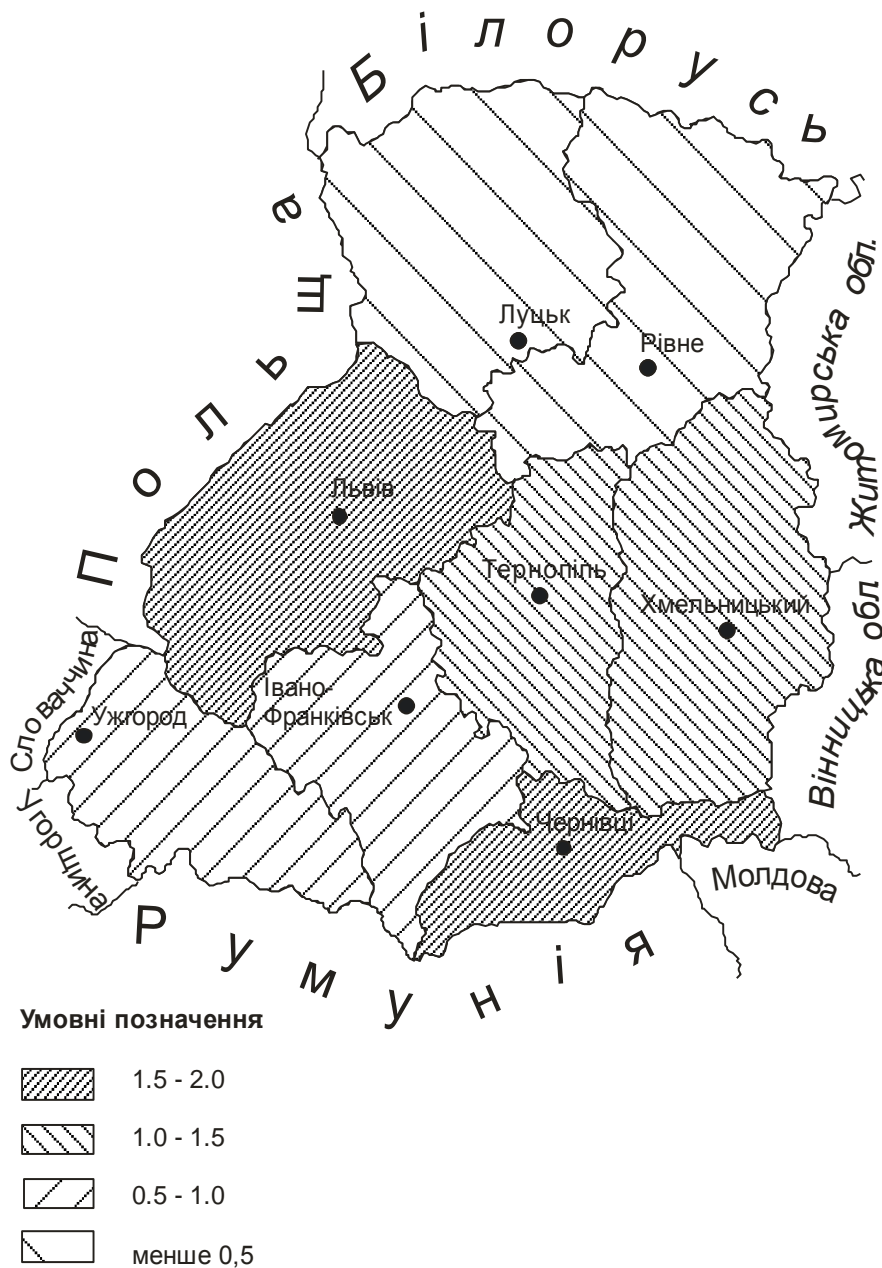 Білорусь
Польща
Луцьк
Рівне
Житомирська обл.
Львів
Тернопіль
Хмельницький
Вінницька обл
Словаччина
Івано-
Франківськ
Ужгород
Угорщина
Чернівці
Молдова
Румунія
Умовні позначення
1.5 - 2.0
1.0 - 1.5
0.5 - 1.0
менше 0,5